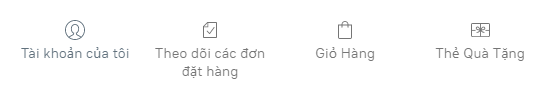 Tài khoản của tôi
Theo dõi các đơn
đặt hàng
Giỏ Hàng
Thẻ Quà Tặng